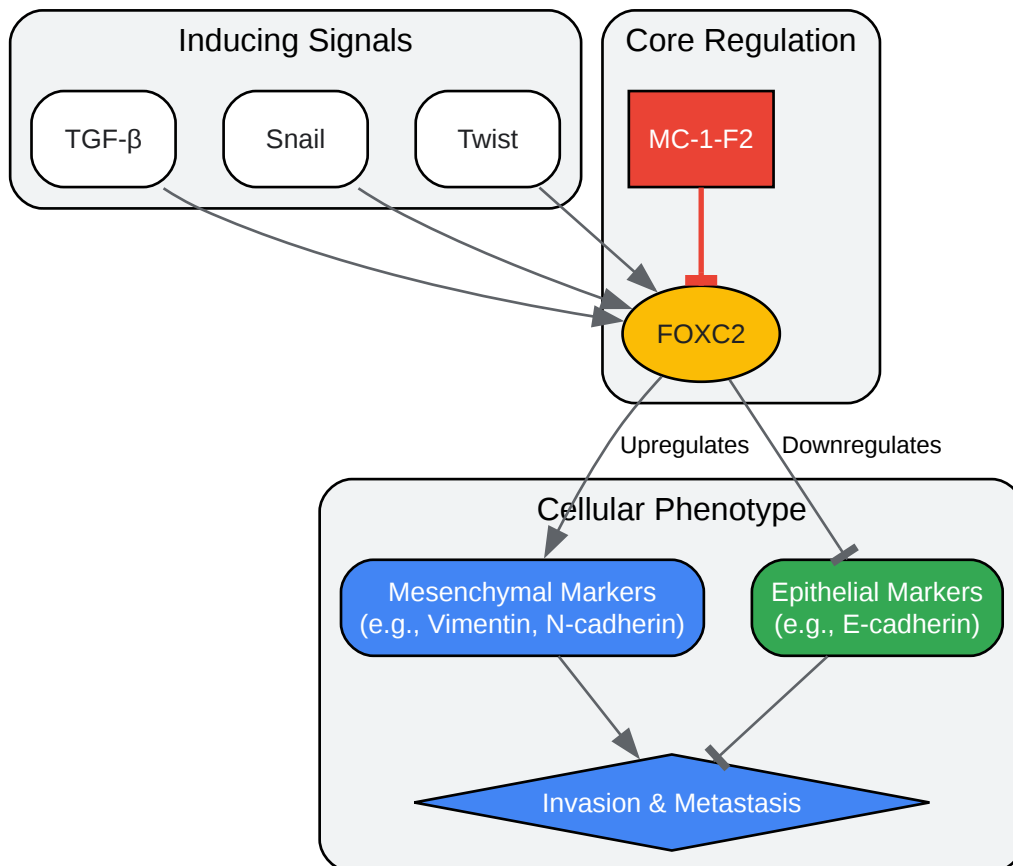 Inducing Signals
Core Regulation
TGF-β
Snail
Twist
MC-1-F2
FOXC2
Upregulates
Downregulates
Cellular Phenotype
Mesenchymal Markers
(e.g., Vimentin, N-cadherin)
Epithelial Markers
(e.g., E-cadherin)
Invasion & Metastasis